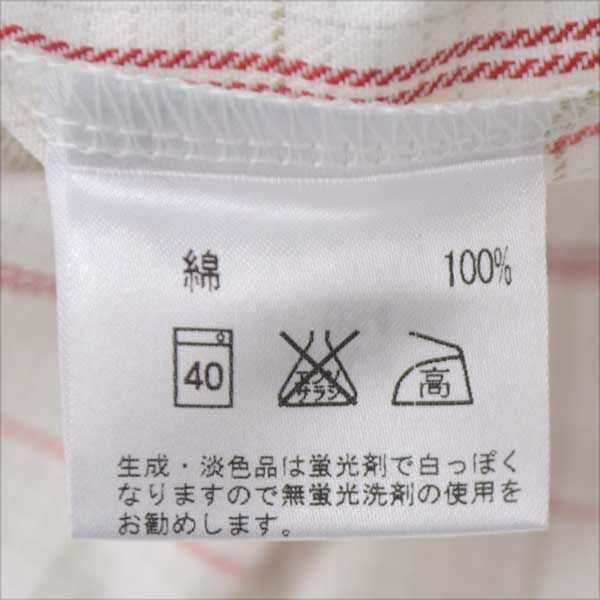 綿 100%
40 エンソサラシ 高
生成・淡色品は蛍光剤で白っぽく
なりますので無蛍光洗剤の使用を
お勧めします。